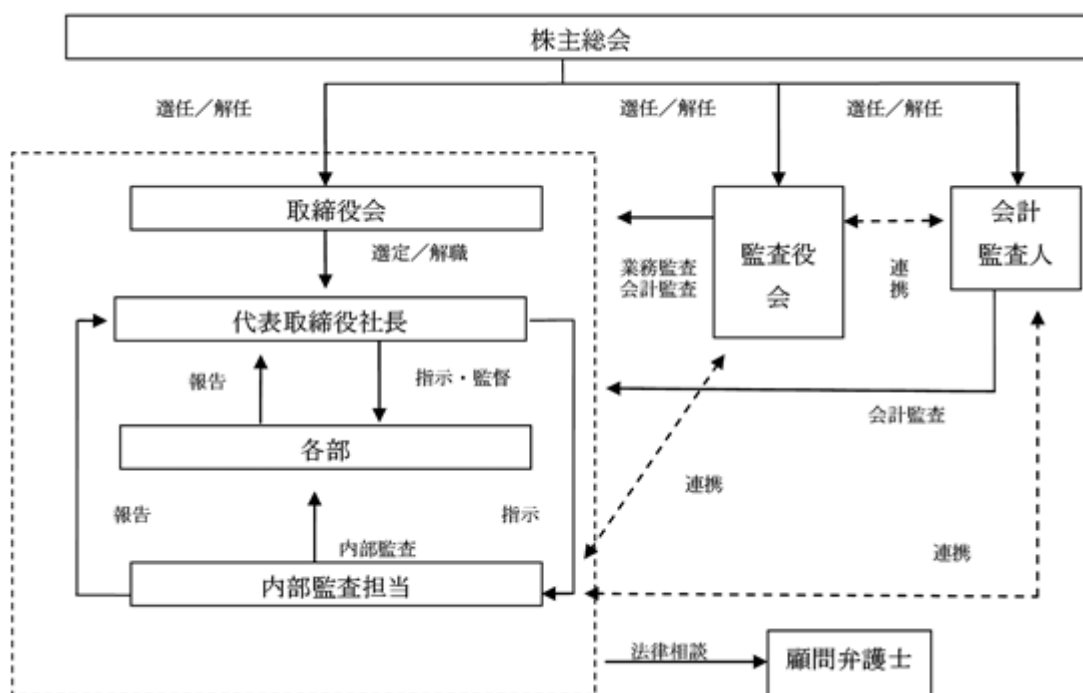 株主総会
選任／解任
選任／解任
選任／解任
取締役会
選定／解職
監査役
会
会計
監査人
業務監査
会計監査
連
携
代表取締役社長
報告
指示・監督
会計監査
各部
連携
報告
指示
内部監査
連携
内部監査担当
法律相談
顧問弁護士